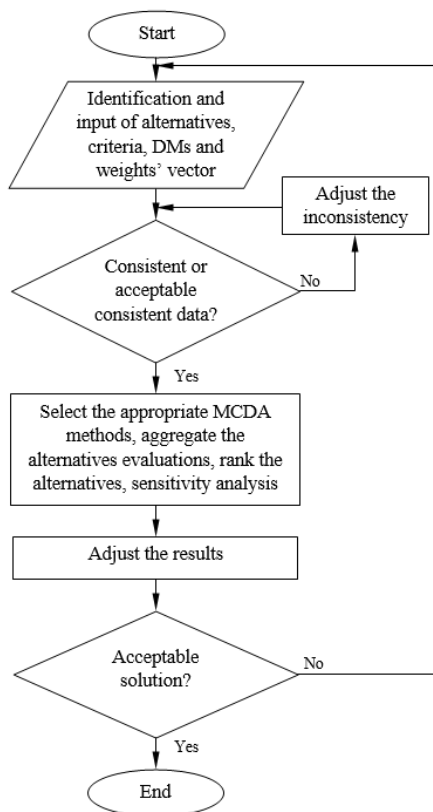 Start
Identification and
input of alternatives,
criteria, DMs and
weights' vector
Adjust the
inconsistency
Consistent or
acceptable
consistent data?
No
Yes
Select the appropriate MCDA
methods, aggregate the
alternatives evaluations, rank the
alternatives, sensitivity analysis
Adjust the results
Acceptable
solution?
No
Yes
End